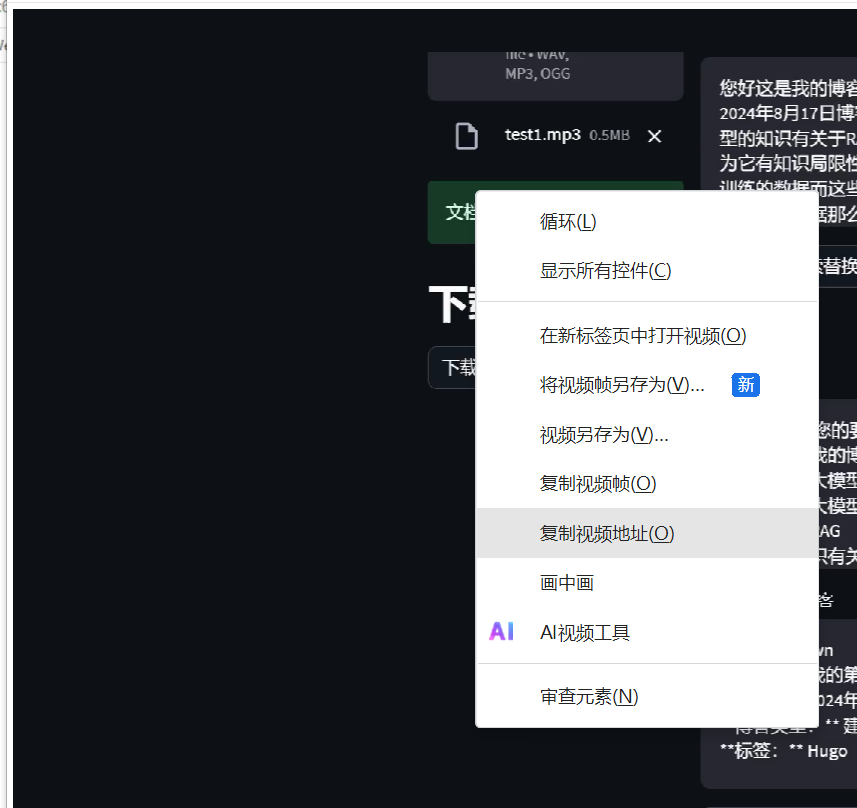 file • WAV,
MP3, OGG
test1.mp3 0.5MB
文档
下载
下载
循环(L)
显示所有控件(C)
在新标签页中打开视频(O)
将视频帧另存为(V)... 新
视频另存为(V)...
复制视频帧(O)
复制视频地址(O)
画中画
AI AI视频工具
审查元素(N)
您好这是我的博客
2024年8月17日博客
型的知识有关于RA
为它有知识局限性
训练的数据而这些
据那么
替换
您的要
我的博
大模型
大模型
RAG
识有关
客
wn
我的第
2024年
博客类型：** 建
**标签：** Hugo